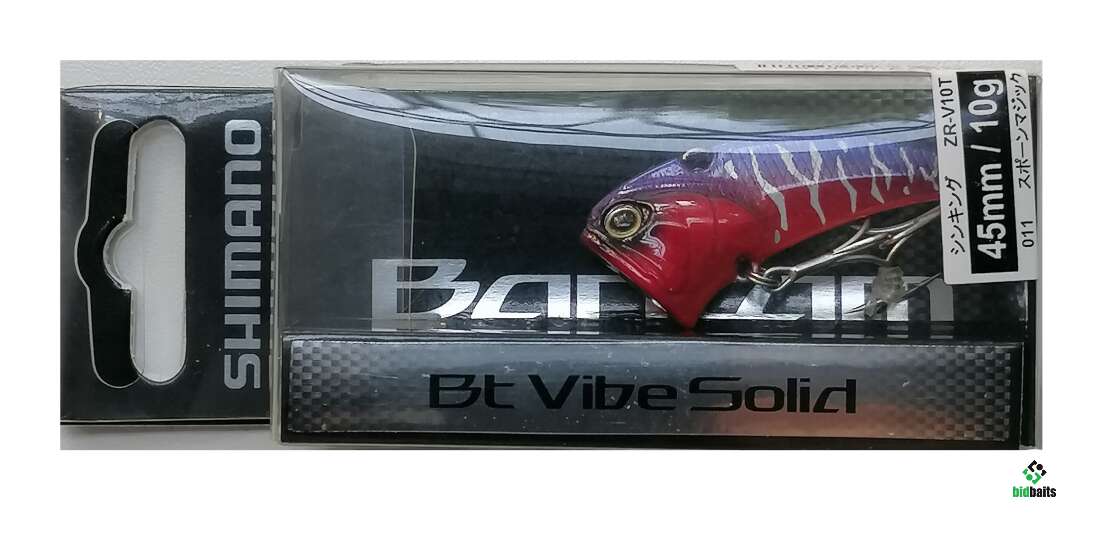 SHIMANO
BANTAM
Bt Vibe Solid
シンキング ZR-V10T
45mm / 10g
011 スポーンマジック
bidbaits